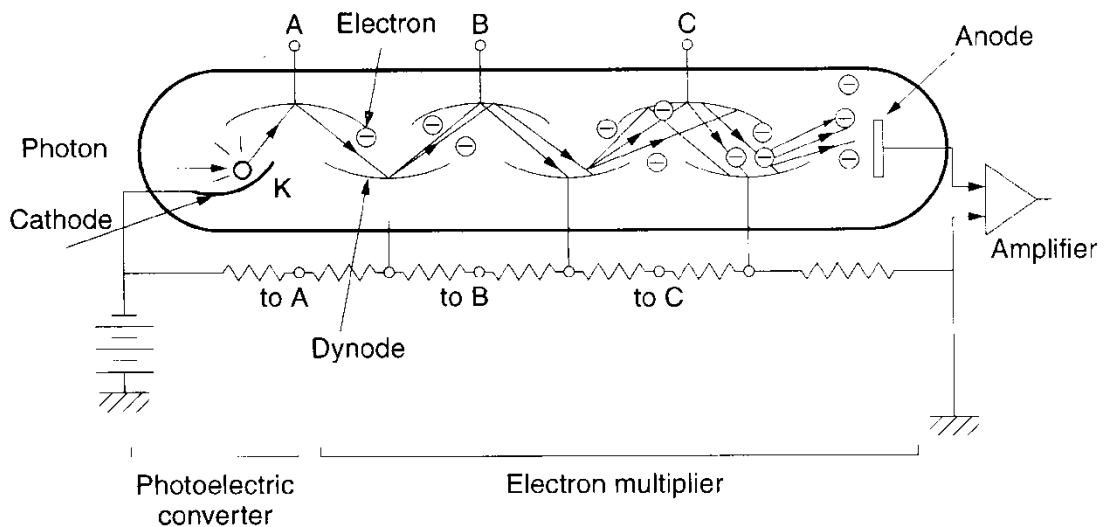 A
Electron
B
C
Anode
Photon
K
Cathode
Amplifier
to A
to B
to C
Dynode
Photoelectric
converter
Electron multiplier